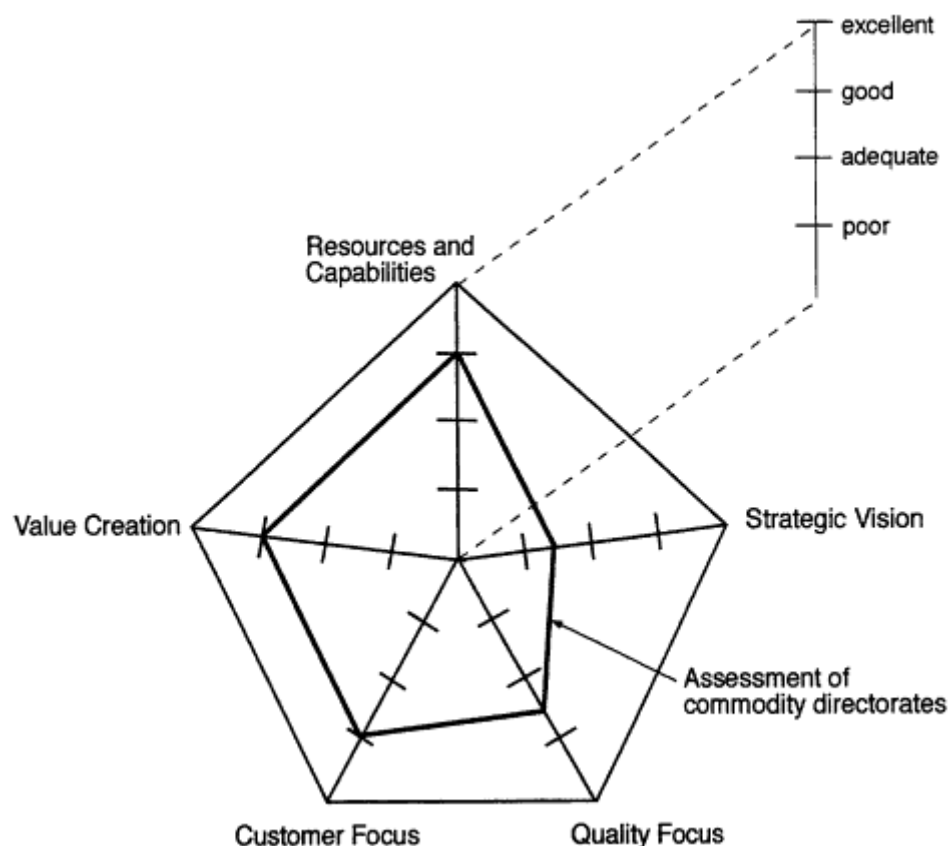 excellent
good
adequate
poor
Resources and
Capabilities
Value Creation
Strategic Vision
Assessment of
commodity directorates
Customer Focus
Quality Focus